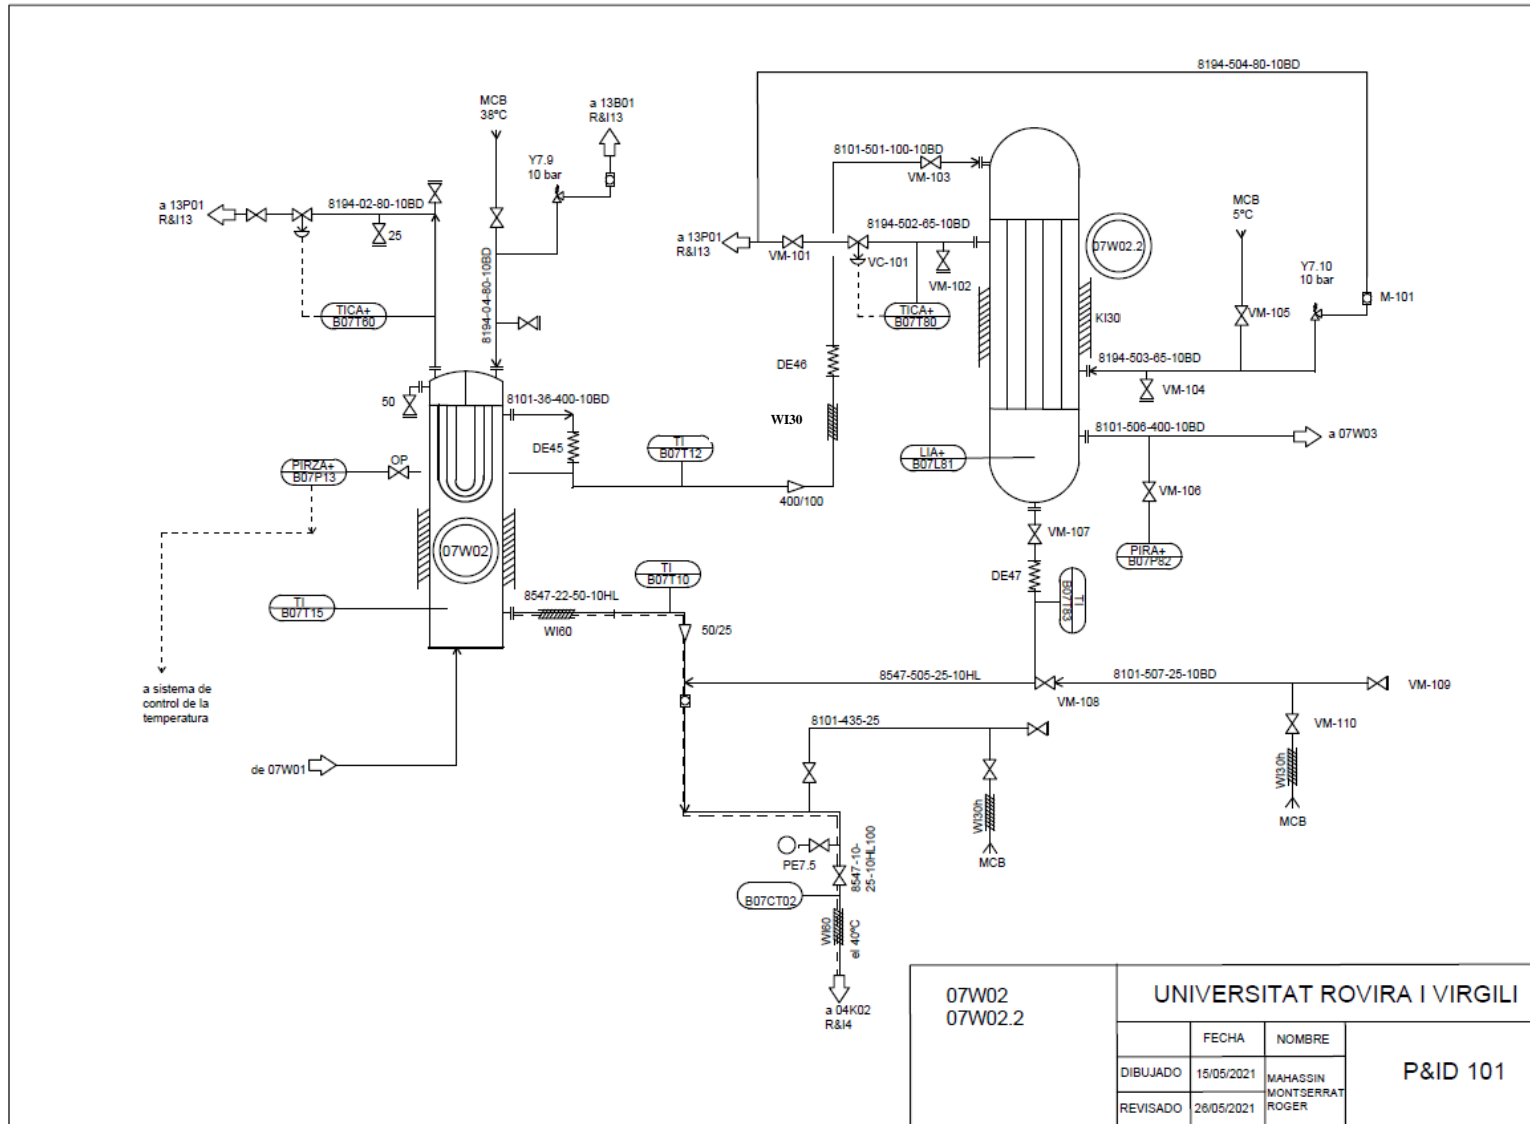 8194-504-80-10BD
MCB
38ºC
a 13B01
R&I13
Y7.9
10 bar
8101-501-100-10BD
VM-103
a 13P01
R&I13
8194-02-80-10BD
25
8194-04-80-10BD
MCB
5ºC
a 13P01
R&I13
8194-502-65-10BD
VM-101
VC-101
VM-102
07W02.2
Y7.10
10 bar
M-101
TICA+
B07T60
TICA+
B07T80
KI30
VM-105
8194-503-65-10BD
VM-104
DE46
50
8101-36-400-10BD
WI30
8101-506-400-10BD
a 07W03
DE45
TI
B07T12
LIA+
B07L81
PIRZA+
B07P13
OP
400/100
VM-106
VM-107
07W02
PIRA+
B07P82
DE47
TI
B07T83
TI
B07T10
8547-22-50-10HL
WI60
TI
B07T15
50/25
a sistema de
control de la
temperatura
8547-505-25-10HL
8101-507-25-10BD
VM-108
VM-109
8101-435-25
VM-110
de 07W01
WI30h
MCB
WI30h
MCB
PE7.5
8547-10-
25-10HL100
B07CT02
WI60
el 40ºC
a 04K02
R&I4
07W02
07W02.2
UNIVERSITAT ROVIRA I VIRGILI
FECHA
NOMBRE
DIBUJADO
15/05/2021
MAHASSIN
MONTSERRAT
ROGER
REVISADO
26/05/2021
P&ID 101